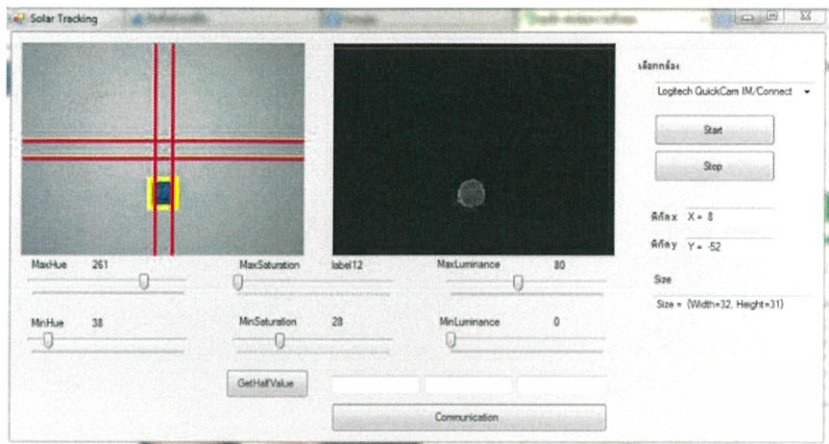 Solar Tracking
เลือกกล้อง
Logitech QuickCam IM/Connect
Start
Stop
พิกัด x X = 8
พิกัด y Y = -52
Size
Size = {Width=32, Height=31}
MaxHue 261
MaxSaturation label12
MaxLuminance 80
MinHue 38
MinSaturation 28
MinLuminance 0
GetHalfValue
Communication